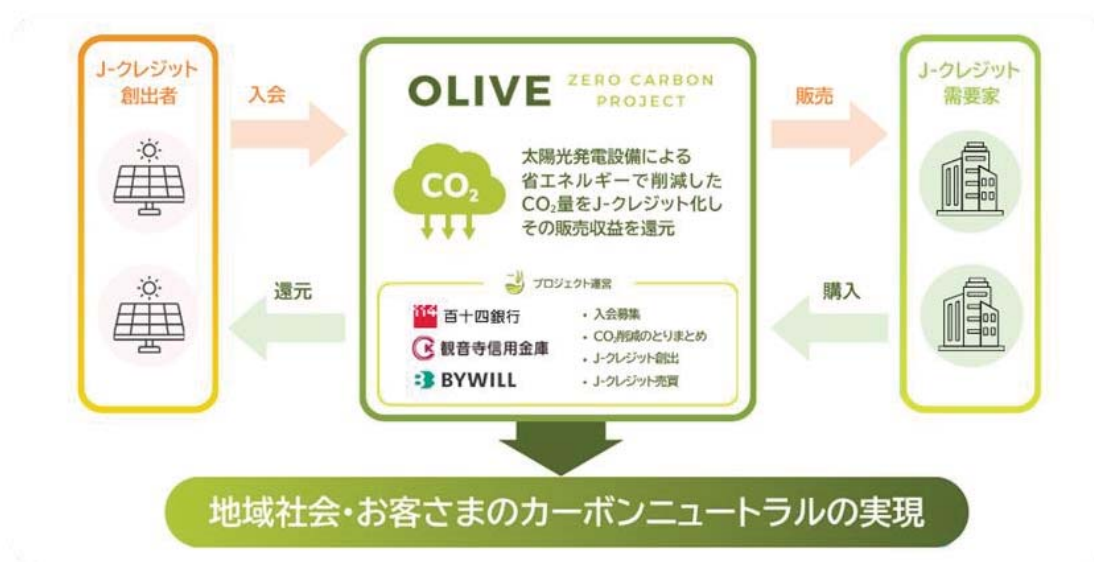 J-クレジット
創出者
入会
還元
OLIVE
ZERO CARBON
PROJECT
CO₂
太陽光発電設備による
省エネルギーで削減した
CO₂量をJ-クレジット化し
その販売収益を還元
プロジェクト運営
114 百十四銀行
観音寺信用金庫
BYWILL
・入会募集
・CO₂削減のとりまとめ
・J-クレジット創出
・J-クレジット売買
販売
購入
J-クレジット
需要家
地域社会・お客さまのカーボンニュートラルの実現